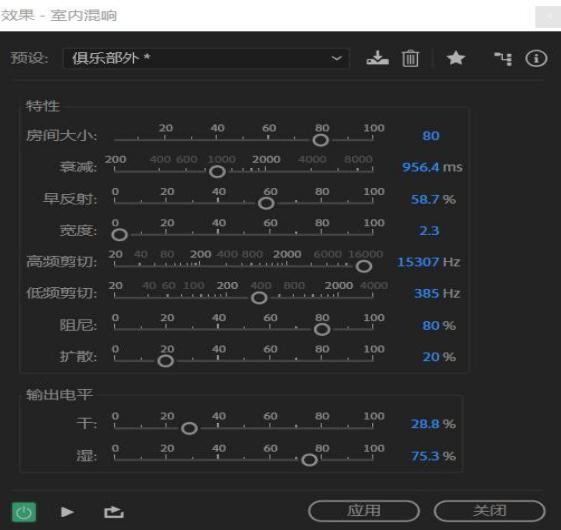 效果 - 室内混响
预设: 俱乐部外 *
特性
20 40 60 80 100
房间大小: 80
200 400 600 1000 2000 4000 8000
衰减: 956.4 ms
0 20 40 60 80 100
早反射: 58.7 %
0 20 40 60 80 100
宽度: 2.3
20 40 80 200 400 800 2000 6000 16000
高频剪切: 15307 Hz
20 40 60 100 200 400 800 2000 4000
低频剪切: 385 Hz
0 20 40 60 80 100
阻尼: 80 %
0 20 40 60 80 100
扩散: 20 %
输出电平
0 20 40 60 80 100
干: 28.8 %
0 20 40 60 80 100
湿: 75.3 %
应用 关闭